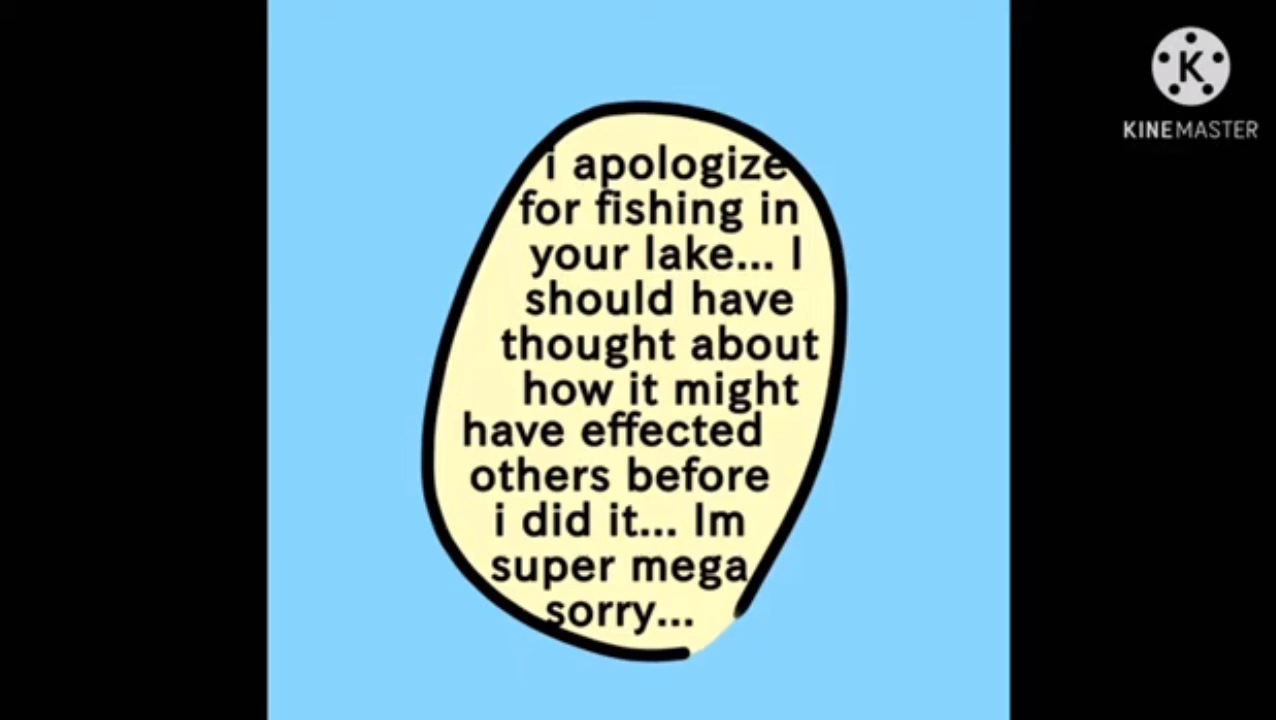 i apologize
for fishing in
your lake... I
should have
thought about
how it might
have effected
others before
i did it... Im
super mega
sorry...
K
KINEMASTER